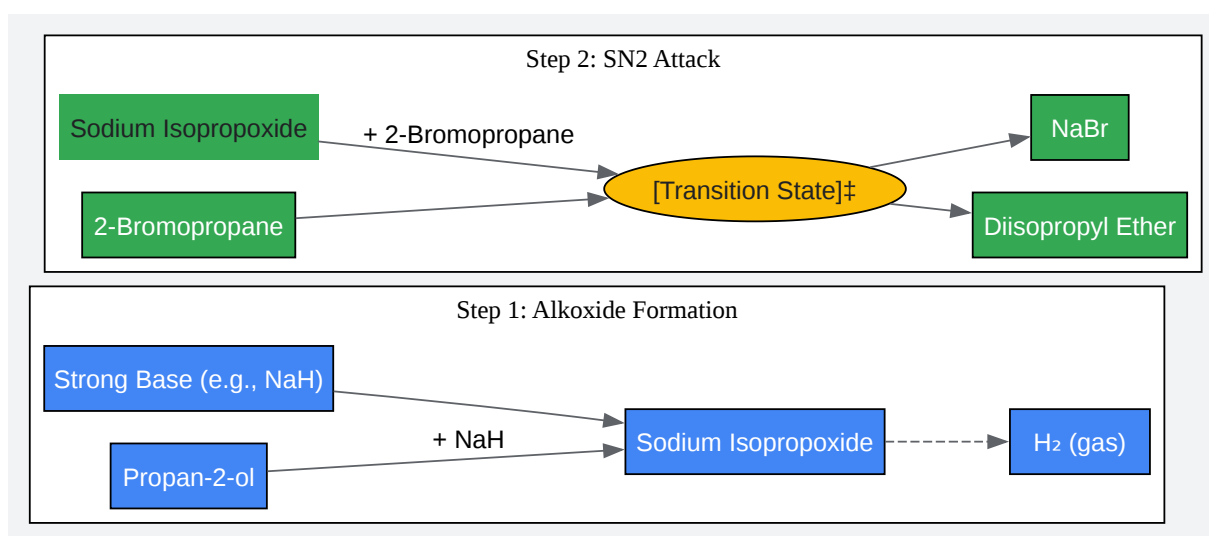 Step 2: SN2 Attack
Sodium Isopropoxide
+ 2-Bromopropane
NaBr
[Transition State]‡
2-Bromopropane
Diisopropyl Ether
Step 1: Alkoxide Formation
Strong Base (e.g., NaH)
+ NaH
Sodium Isopropoxide
H₂ (gas)
Propan-2-ol